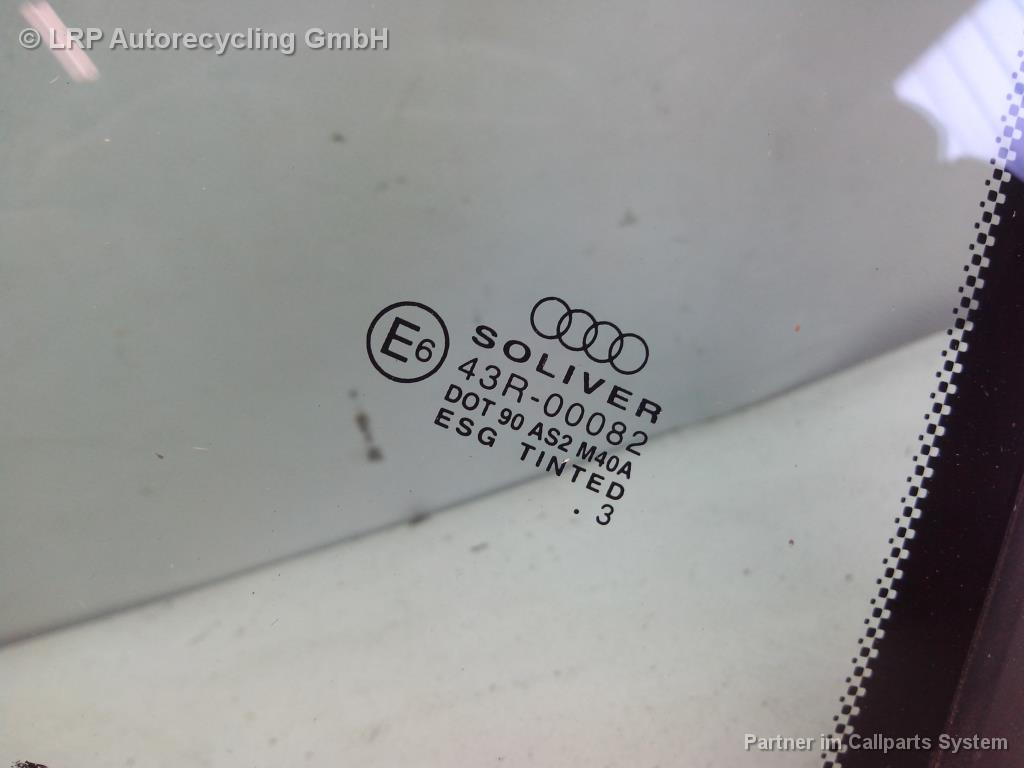 © LRP Autorecycling GmbH
E6
SOLIVER
43R-00082
DOT 90 AS2 M40A
ESG TINTED
. 3
Partner im Callparts System